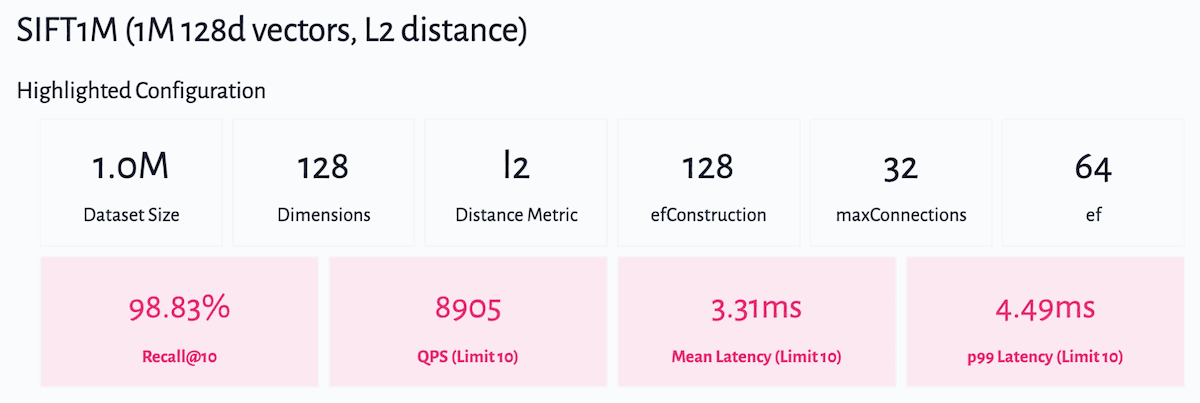 SIFT1M (1M 128d vectors, L2 distance)
Highlighted Configuration
1.0M
Dataset Size
128
Dimensions
l2
Distance Metric
128
efConstruction
32
maxConnections
64
ef
98.83%
Recall@10
8905
QPS (Limit 10)
3.31ms
Mean Latency (Limit 10)
4.49ms
p99 Latency (Limit 10)